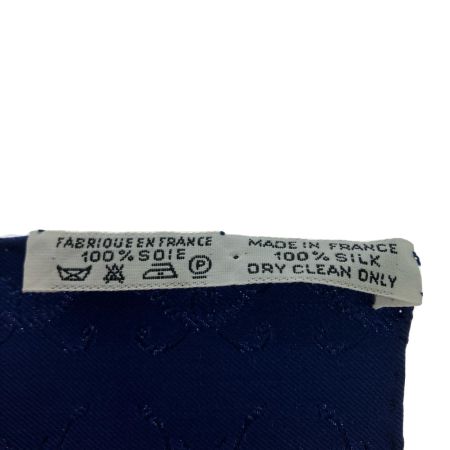 FABRIQUE EN FRANCE
100% SOIE
P
MADE IN FRANCE
100% SILK
DRY CLEAN ONLY